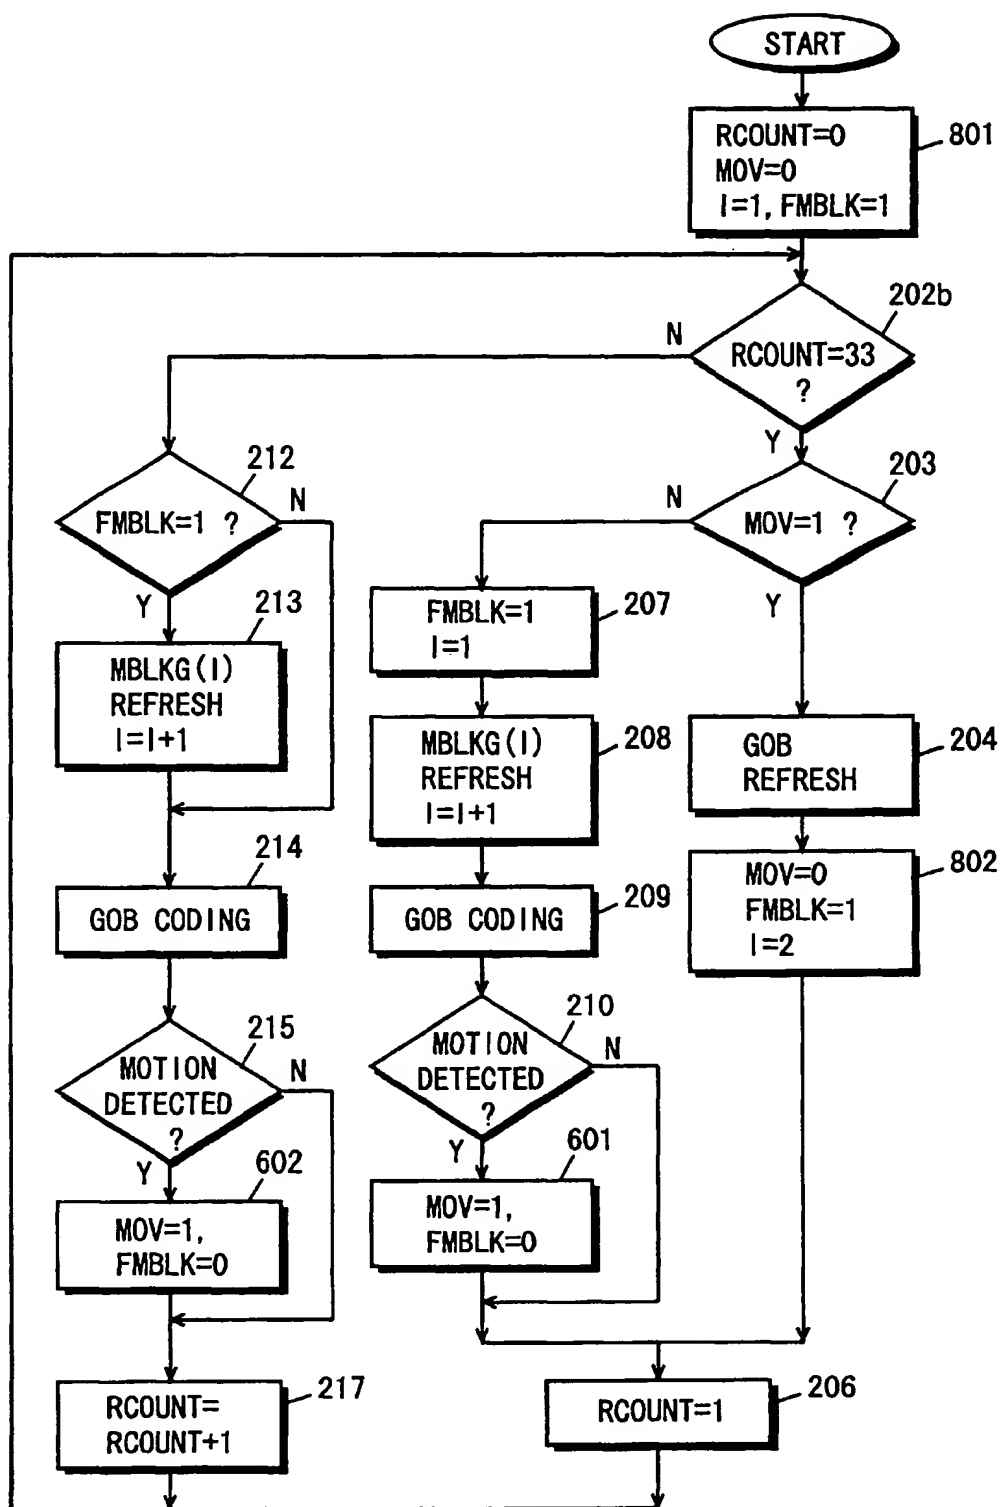 START
RCOUNT=0
MOV=0
I=1, FMBLK=1
801
202b
N
RCOUNT=33
?
Y
212
FMBLK=1 ?
N
Y
203
N
MOV=1 ?
Y
213
MBLKG(I)
REFRESH
I=I+1
FMBLK=1
I=1
207
MBLKG(I)
REFRESH
I=I+1
208
GOB
REFRESH
204
214
GOB CODING
GOB CODING
209
MOV=0
FMBLK=1
I=2
802
215
MOTION
DETECTED
?
N
Y
210
MOTION
DETECTED
?
N
Y
602
MOV=1,
FMBLK=0
601
MOV=1,
FMBLK=0
RCOUNT=
RCOUNT+1
217
RCOUNT=1
206